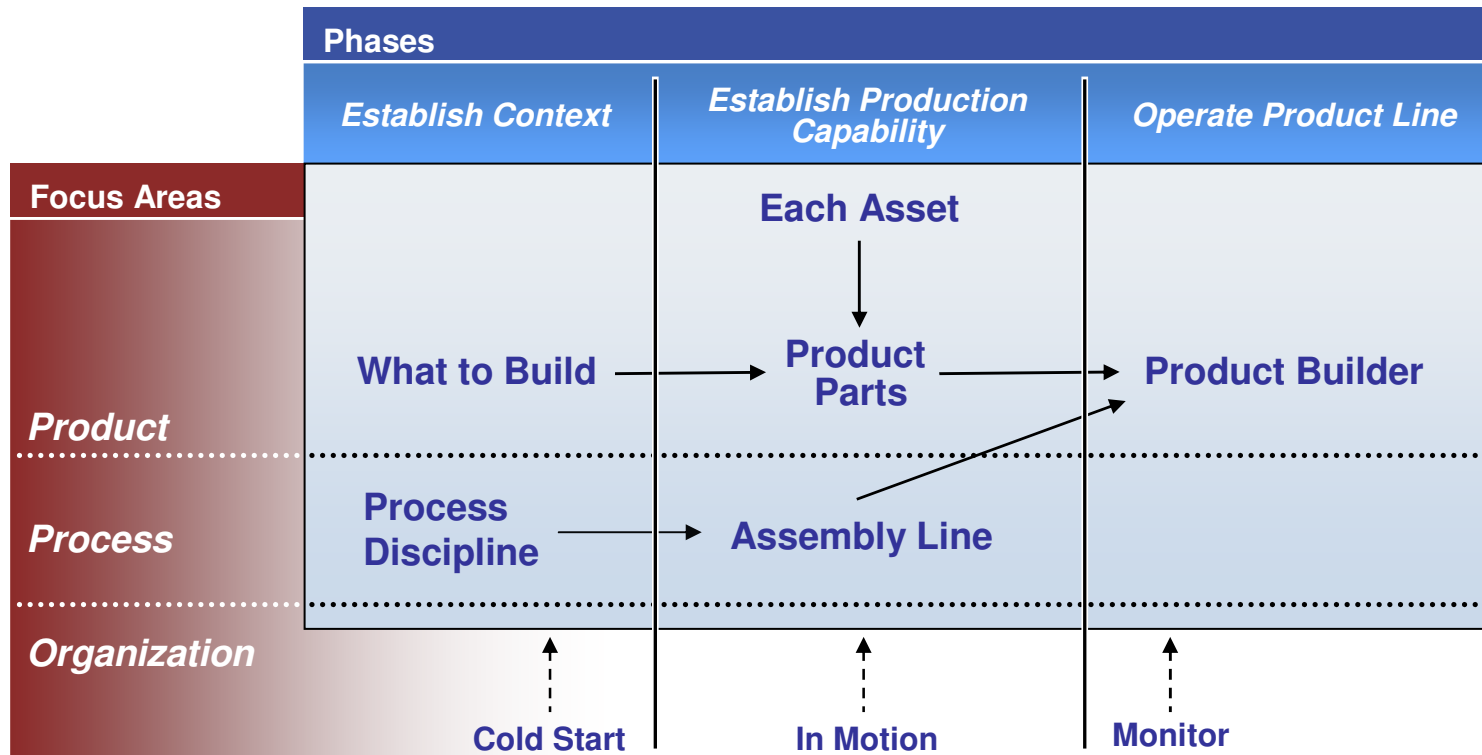 Phases
Establish Context
Establish Production
Capability
Operate Product Line
Focus Areas
Each Asset
What to Build
Product
Parts
Product Builder
Product
Process
Discipline
Assembly Line
Process
Organization
Cold Start
In Motion
Monitor